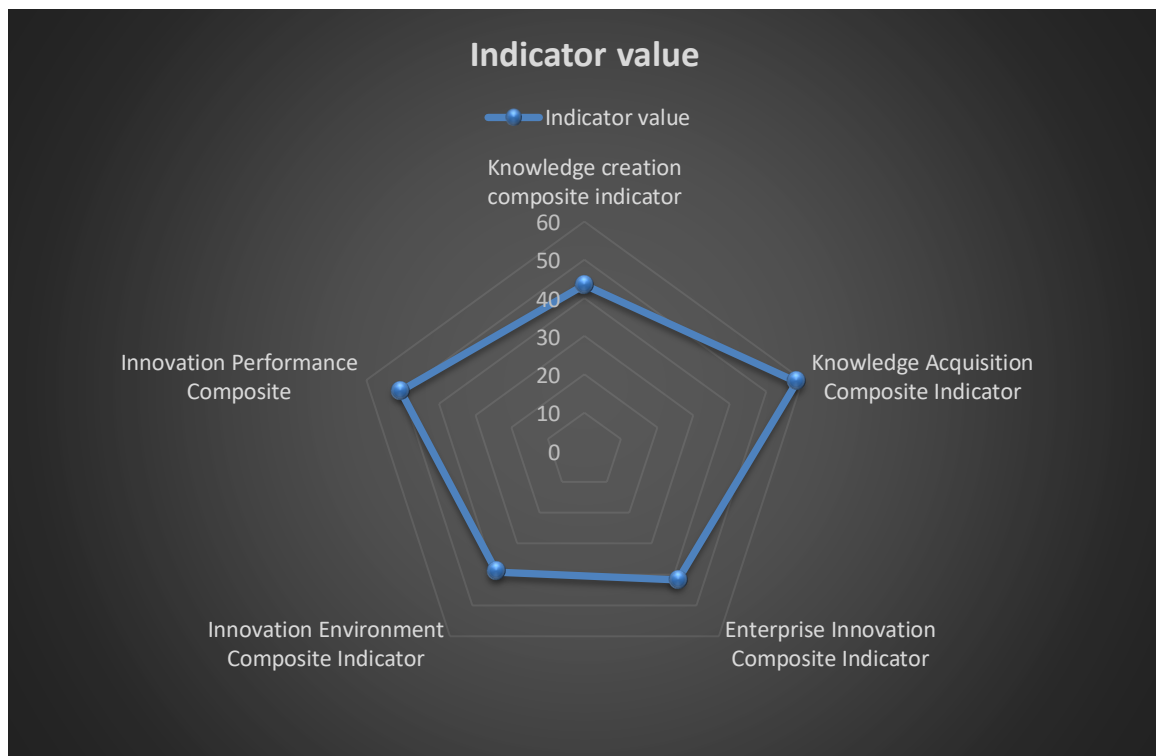 Indicator value
Indicator value
Knowledge creation
composite indicator
60
50
40
30
20
10
0
Knowledge Acquisition
Composite Indicator
Enterprise Innovation
Composite Indicator
Innovation Environment
Composite Indicator
Innovation Performance
Composite